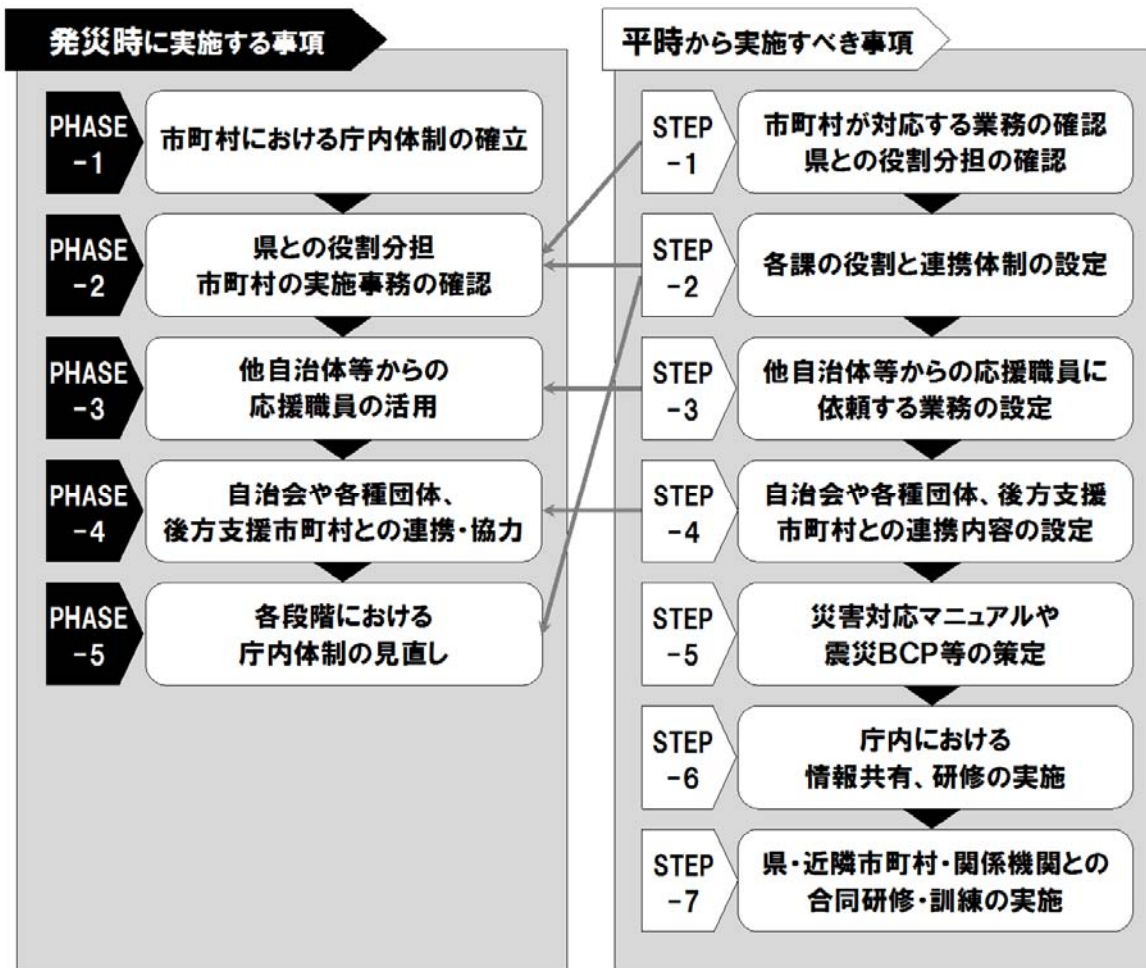 発災時に実施する事項
PHASE
-1
市町村における庁内体制の確立
PHASE
-2
県との役割分担
市町村の実施事務の確認
PHASE
-3
他自治体等からの
応援職員の活用
PHASE
-4
自治会や各種団体、
後方支援市町村との連携・協力
PHASE
-5
各段階における
庁内体制の見直し
平時から実施すべき事項
STEP
-1
市町村が対応する業務の確認
県との役割分担の確認
STEP
-2
各課の役割と連携体制の設定
STEP
-3
他自治体等からの応援職員に
依頼する業務の設定
STEP
-4
自治会や各種団体、後方支援
市町村との連携内容の設定
STEP
-5
災害対応マニュアルや
震災BCP等の策定
STEP
-6
庁内における
情報共有、研修の実施
STEP
-7
県・近隣市町村・関係機関との
合同研修・訓練の実施